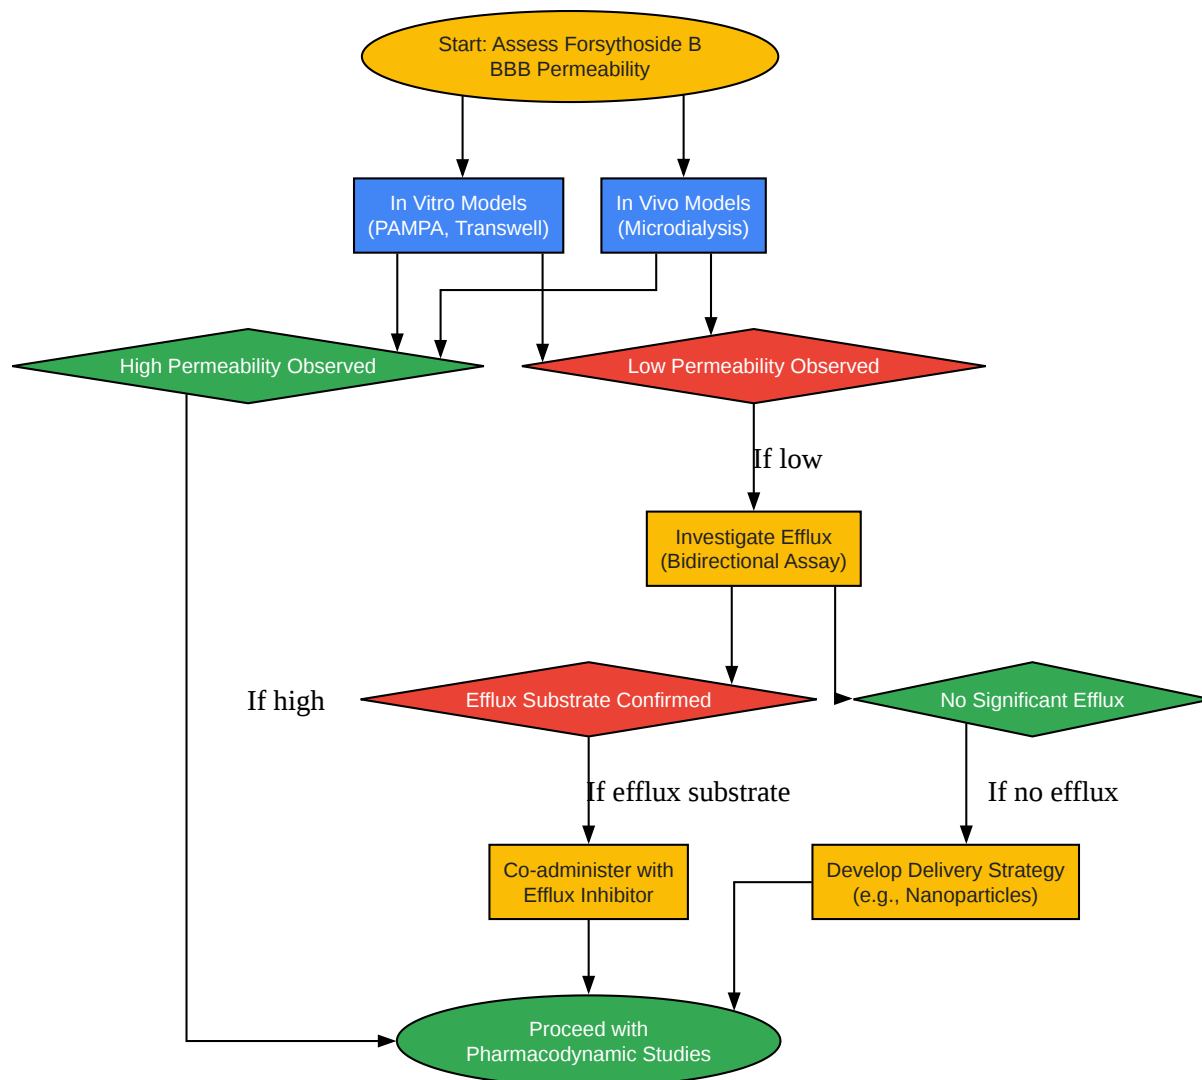 Start: Assess Forsythoside B
BBB Permeability
In Vitro Models
(PAMPA, Transwell)
In Vivo Models
(Microdialysis)
High Permeability Observed
Low Permeability Observed
If low
Investigate Efflux
(Bidirectional Assay)
If high
Efflux Substrate Confirmed
No Significant Efflux
If efflux substrate
If no efflux
Co-administer with
Efflux Inhibitor
Develop Delivery Strategy
(e.g., Nanoparticles)
Proceed with
Pharmacodynamic Studies